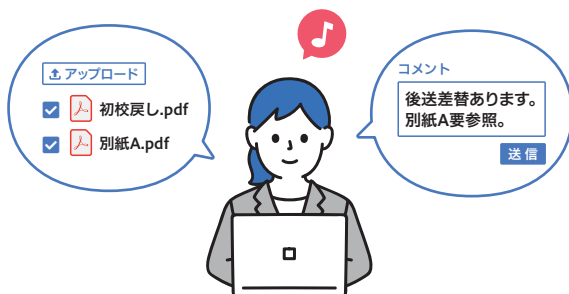 アップロード
初校戻し.pdf
別紙A.pdf
コメント
後送差替あります。
別紙A要参照。
送信